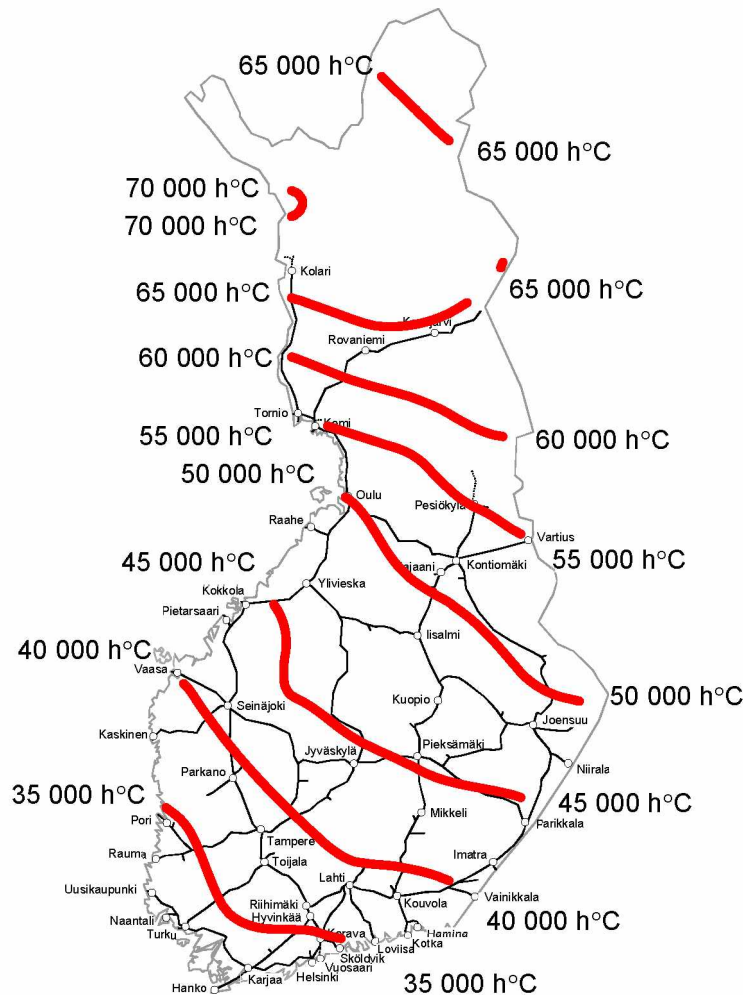 65 000 h°C
65 000 h°C
70 000 h°C
70 000 h°C
Kolari
65 000 h°C
65 000 h°C
Rovaniemi
60 000 h°C
Tornio
Kemi
55 000 h°C
60 000 h°C
50 000 h°C
Oulu
Pesiökylä
Raahe
Vartius
55 000 h°C
45 000 h°C
Kontiomäki
Ylivieska
Kokkola
Pietarsaari
Iisalmi
40 000 h°C
Vaasa
50 000 h°C
Seinäjoki
Kuopio
Joensuu
Kaskinen
Jyväskylä
Pieksämäki
Niirala
Parkano
35 000 h°C
45 000 h°C
Pori
Mikkeli
Parikkala
Tampere
Rauma
Toijala
Imatra
Lahti
Uusikaupunki
Riihimäki
Kouvola
Vainikkala
Naantali
Hyvinkää
40 000 h°C
Turku
Kerava
Hamina
Loviisa
Kotka
Sköldvik
Vuosaari
Helsinki
35 000 h°C
Karjaa
Hanko